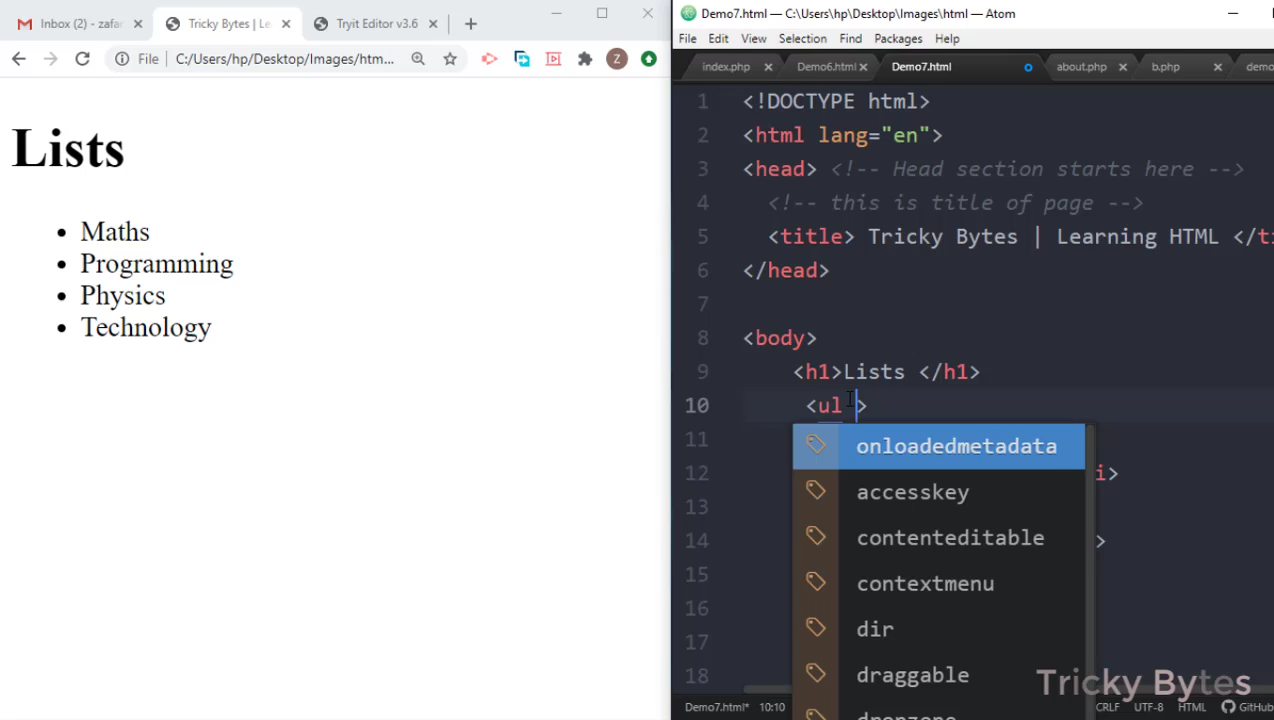 Inbox (2) - zafar
Tricky Bytes | Le
Tryit Editor v3.6
File C:/Users/hp/Desktop/Images/htm...
Z
Lists
Maths
Programming
Physics
Technology
Demo7.html — C:\Users\hp\Desktop\Images\html — Atom
File Edit View Selection Find Packages Help
index.php Demo6.html Demo7.html about.php b.php demo
1 <!DOCTYPE html>
2 <html lang="en">
3 <head> <!-- Head section starts here -->
4 <!-- this is title of page -->
5 <title> Tricky Bytes | Learning HTML </ti
6 </head>
7
8 <body>
9 <h1>Lists </h1>
10 <ul >
11 onloadedmetadata
12 accesskey i>
13
14 contenteditable >
15 contextmenu
16
17 dir
18 draggable
Tricky Bytes
Demo7.html* 10:10 CRLF UTF-8 HTML GitHub